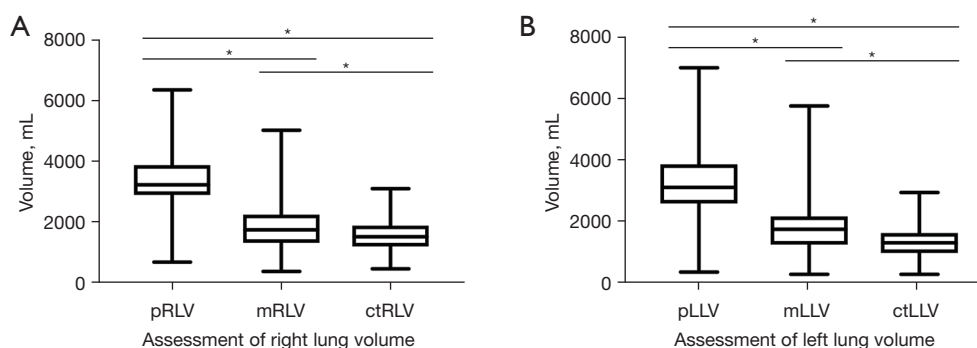 A
B
*
*
*
8000
6000
4000
2000
0
Volume, mL
pRLV
mRLV
ctRLV
Assessment of right lung volume
*
*
*
8000
6000
4000
2000
0
Volume, mL
pLLV
mLLV
ctLLV
Assessment of left lung volume